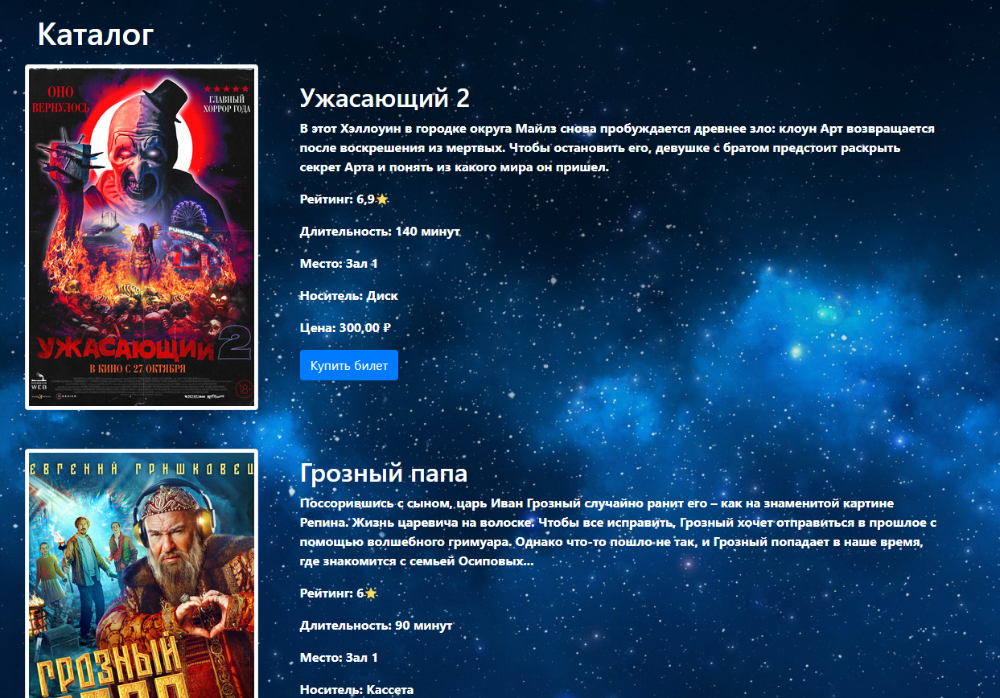 Каталог
ОНО
ВЕРНУЛОСЬ
★★★★★
ГЛАВНЫЙ
ХОРРОР ГОДА
FUNHOUSE
УЖАСАЮЩИЙ 2
В КИНО С 27 ОКТЯБРЯ
WEB
18+
Ужасающий 2
В этот Хэллоуин в городке округа Майлз снова пробуждается древнее зло: клоун Арт возвращается
после воскрешения из мертвых. Чтобы остановить его, девушке с братом предстоит раскрыть
секрет Арта и понять из какого мира он пришел.
Рейтинг: 6,9⭐
Длительность: 140 минут
Место: Зал 1
Носитель: Диск
Цена: 300,00 ₽
Купить билет
ЕВГЕНИЙ ГРИШКОВЕЦ
ГРОЗНЫЙ
Грозный папа
Поссорившись с сыном, царь Иван Грозный случайно ранит его – как на знаменитой картине
Репина. Жизнь царевича на волоске. Чтобы все исправить, Грозный хочет отправиться в прошлое с
помощью волшебного гримуара. Однако что-то пошло не так, и Грозный попадает в наше время,
где знакомится с семьей Осиповых...
Рейтинг: 6⭐
Длительность: 90 минут
Место: Зал 1
Носитель: Кассета